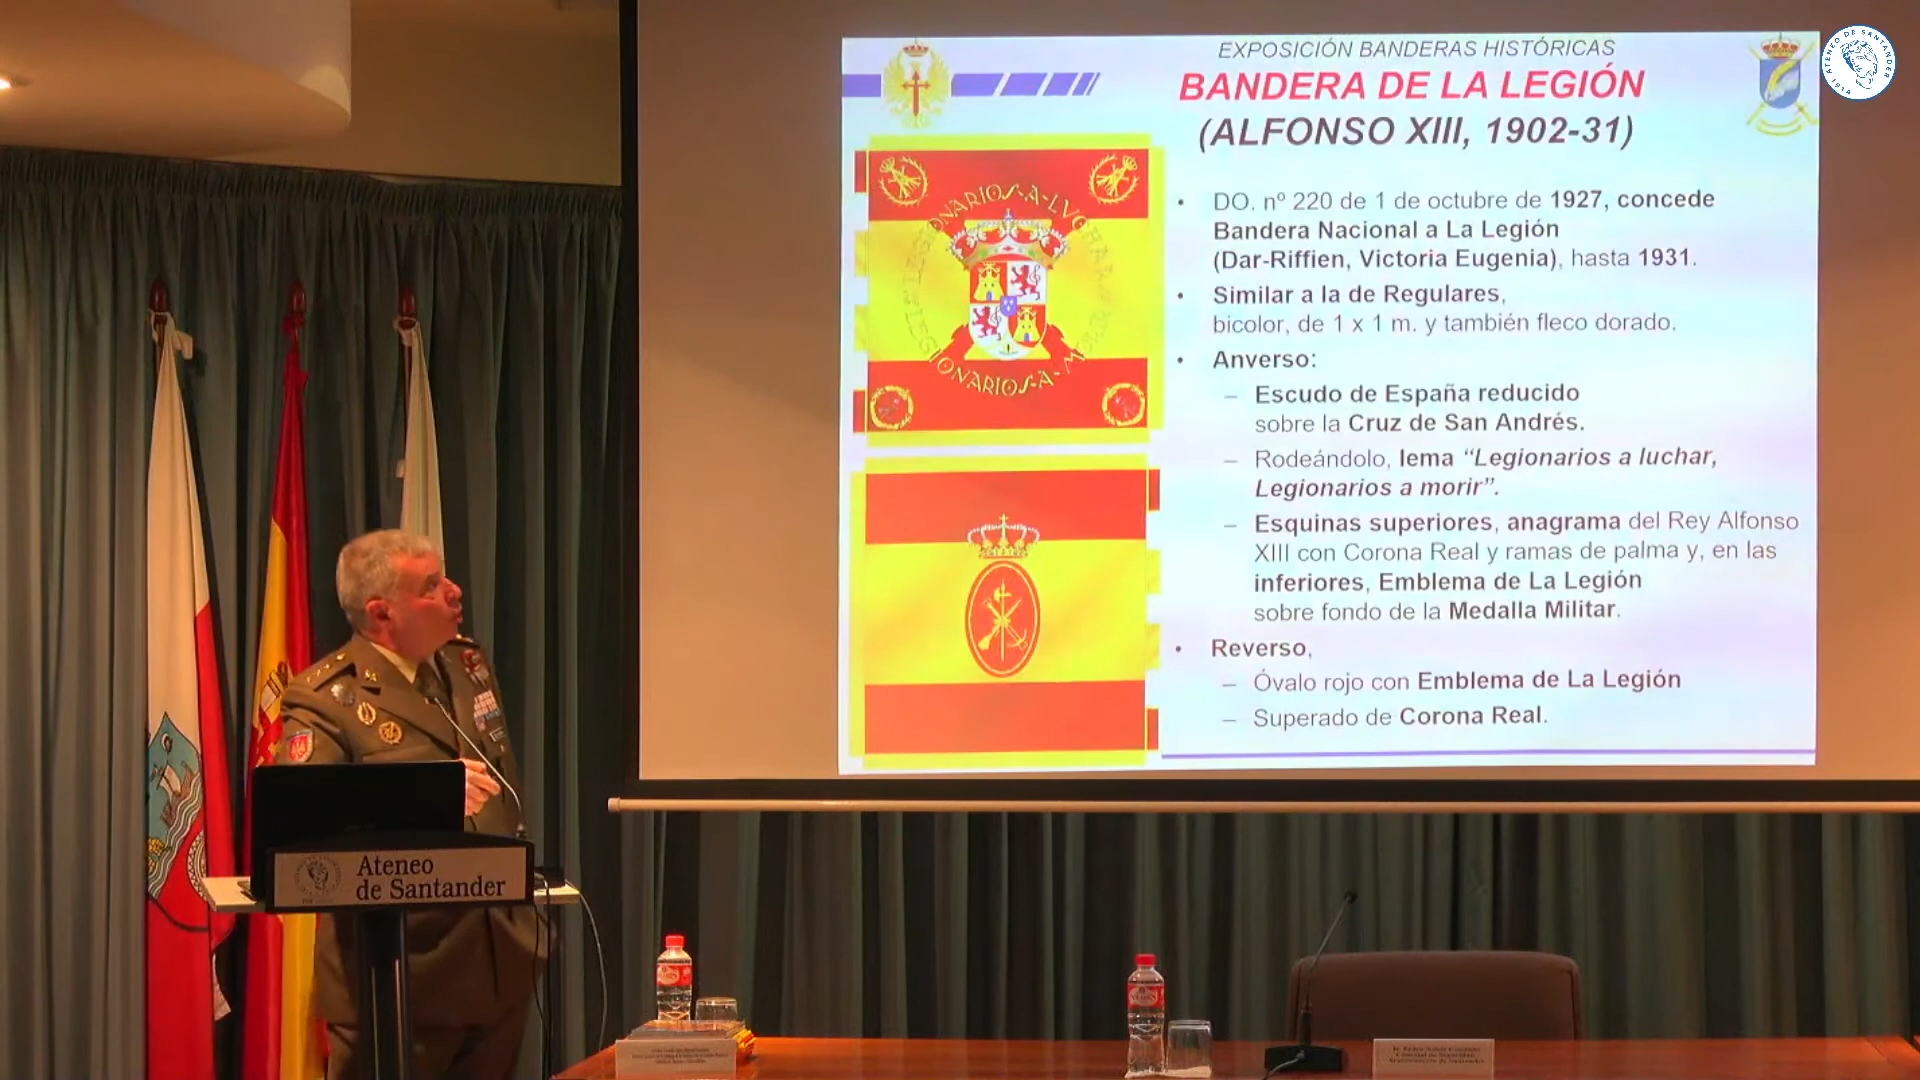 EXPOSICIÓN BANDERAS HISTÓRICAS
BANDERA DE LA LEGIÓN
(ALFONSO XIII, 1902-31)
• DO. nº 220 de 1 de octubre de 1927, concede
Bandera Nacional a La Legión
(Dar-Riffien, Victoria Eugenia), hasta 1931.
• Similar a la de Regulares,
bicolor, de 1 x 1 m. y también fleco dorado.
• Anverso:
– Escudo de España reducido
sobre la Cruz de San Andrés.
– Rodeándolo, lema “Legionarios a luchar,
Legionarios a morir”.
– Esquinas superiores, anagrama del Rey Alfonso
XIII con Corona Real y ramas de palma y, en las
inferiores, Emblema de La Legión
sobre fondo de la Medalla Militar.
• Reverso,
– Óvalo rojo con Emblema de La Legión
– Superado de Corona Real.
ATENEO DE SANTANDER
1914
Ateneo
de Santander